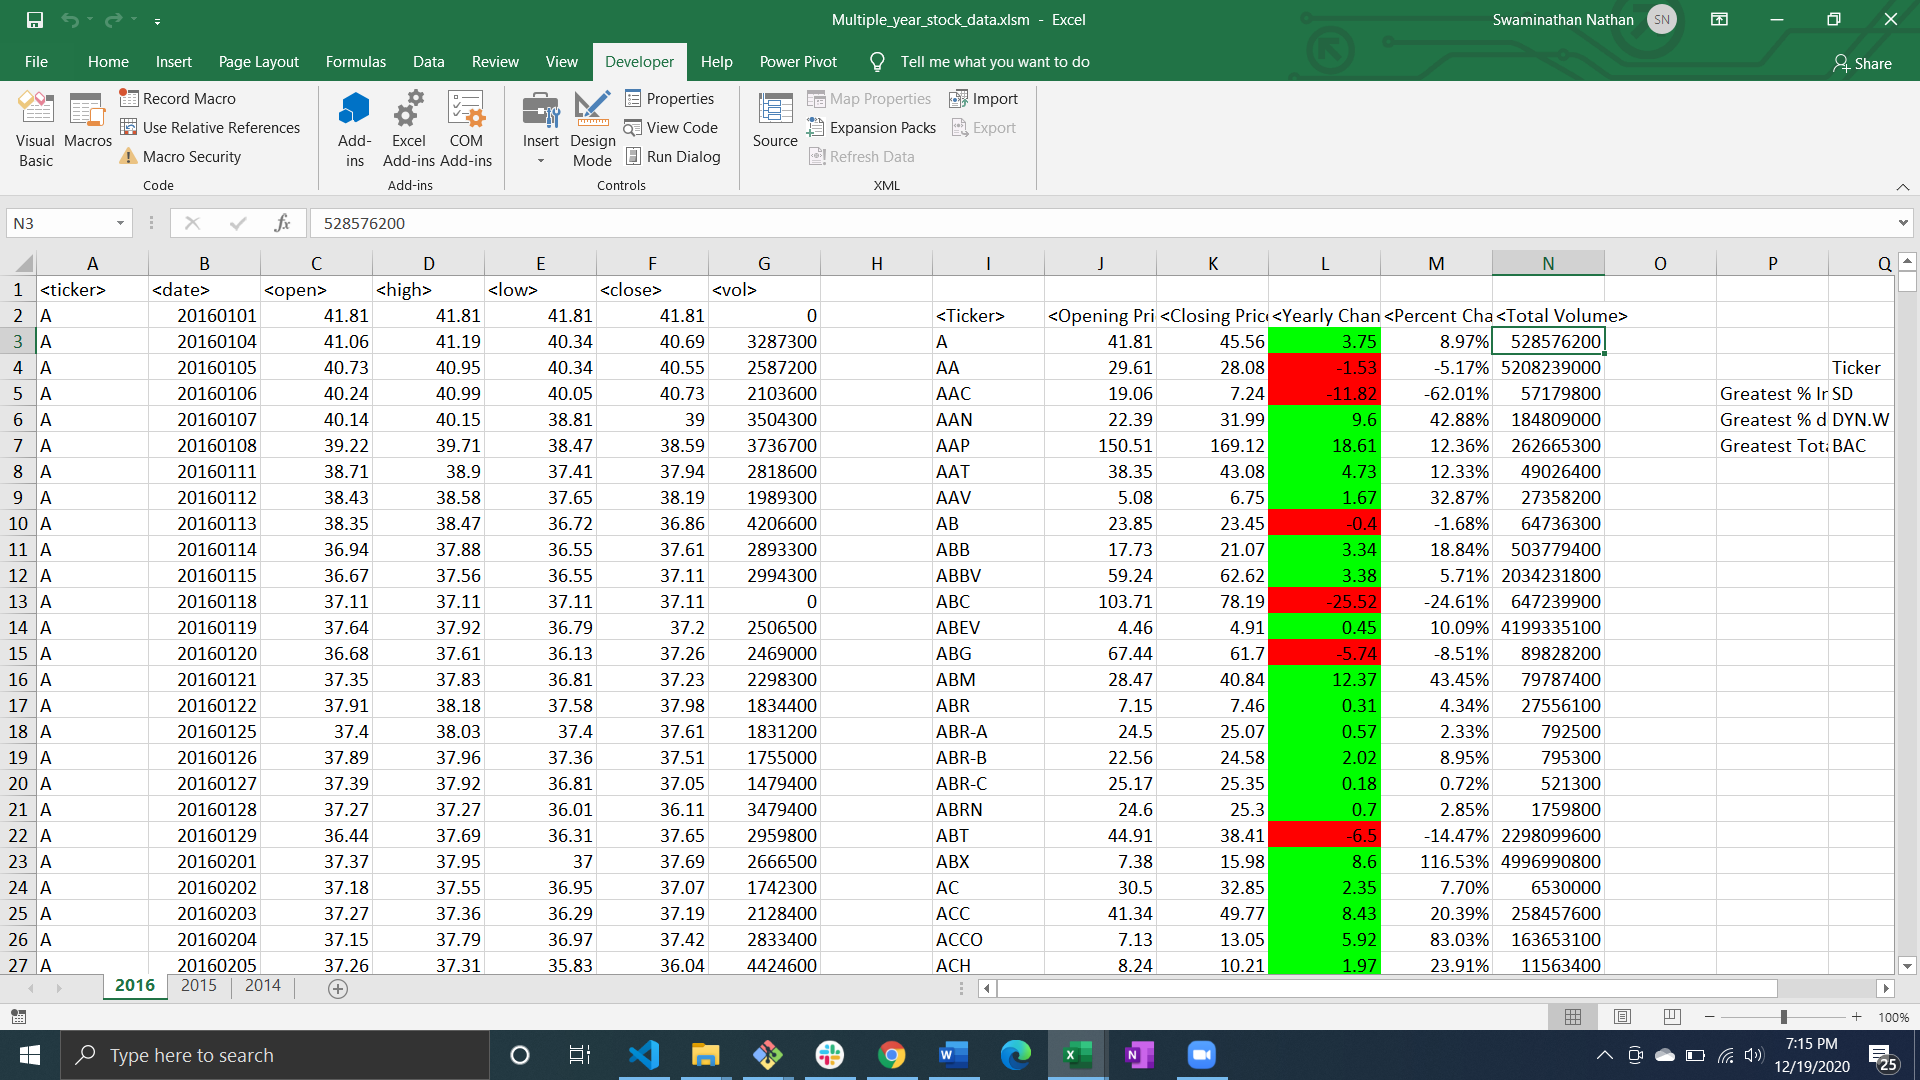 Multiple_year_stock_data.xlsm - Excel
Swaminathan Nathan SN
File Home Insert Page Layout Formulas Data Review View Developer Help Power Pivot Tell me what you want to do Share
Record Macro Properties Map Properties Import
Use Relative References View Code Expansion Packs Export
Macro Security Run Dialog Refresh Data
Visual Basic Macros Add-ins Excel Add-ins COM Add-ins Insert Design Mode Source
Code Add-ins Controls XML
N3 fx 528576200
A B C D E F G H I J K L M N O P Q
1 <ticker> <date> <open> <high> <low> <close> <vol>
2 A 20160101 41.81 41.81 41.81 41.81 0 <Ticker> <Opening Pri <Closing Price <Yearly Chan <Percent Cha <Total Volume>
3 A 20160104 41.06 41.19 40.34 40.69 3287300 A 41.81 45.56 3.75 8.97% 528576200
4 A 20160105 40.73 40.95 40.34 40.55 2587200 AA 29.61 28.08 -1.53 -5.17% 5208239000 Ticker
5 A 20160106 40.24 40.99 40.05 40.73 2103600 AAC 19.06 7.24 -11.82 -62.01% 57179800 Greatest % Ir SD
6 A 20160107 40.14 40.15 38.81 39 3504300 AAN 22.39 31.99 9.6 42.88% 184809000 Greatest % d DYN.W
7 A 20160108 39.22 39.71 38.47 38.59 3736700 AAP 150.51 169.12 18.61 12.36% 262665300 Greatest Tota BAC
8 A 20160111 38.71 38.9 37.41 37.94 2818600 AAT 38.35 43.08 4.73 12.33% 49026400
9 A 20160112 38.43 38.58 37.65 38.19 1989300 AAV 5.08 6.75 1.67 32.87% 27358200
10 A 20160113 38.35 38.47 36.72 36.86 4206600 AB 23.85 23.45 -0.4 -1.68% 64736300
11 A 20160114 36.94 37.88 36.55 37.61 2893300 ABB 17.73 21.07 3.34 18.84% 503779400
12 A 20160115 36.67 37.56 36.55 37.11 2994300 ABBV 59.24 62.62 3.38 5.71% 2034231800
13 A 20160118 37.11 37.11 37.11 37.11 0 ABC 103.71 78.19 -25.52 -24.61% 647239900
14 A 20160119 37.64 37.92 36.79 37.2 2506500 ABEV 4.46 4.91 0.45 10.09% 4199335100
15 A 20160120 36.68 37.61 36.13 37.26 2469000 ABG 67.44 61.7 -5.74 -8.51% 89828200
16 A 20160121 37.35 37.83 36.81 37.23 2298300 ABM 28.47 40.84 12.37 43.45% 79787400
17 A 20160122 37.91 38.18 37.58 37.98 1834400 ABR 7.15 7.46 0.31 4.34% 27556100
18 A 20160125 37.4 38.03 37.4 37.61 1831200 ABR-A 24.5 25.07 0.57 2.33% 792500
19 A 20160126 37.89 37.96 37.36 37.51 1755000 ABR-B 22.56 24.58 2.02 8.95% 795300
20 A 20160127 37.39 37.92 36.81 37.05 1479400 ABR-C 25.17 25.35 0.18 0.72% 521300
21 A 20160128 37.27 37.27 36.01 36.11 3479400 ABRN 24.6 25.3 0.7 2.85% 1759800
22 A 20160129 36.44 37.69 36.31 37.65 2959800 ABT 44.91 38.41 -6.5 -14.47% 2298099600
23 A 20160201 37.37 37.95 37 37.69 2666500 ABX 7.38 15.98 8.6 116.53% 4996990800
24 A 20160202 37.18 37.55 36.95 37.07 1742300 AC 30.5 32.85 2.35 7.70% 6530000
25 A 20160203 37.27 37.36 36.29 37.19 2128400 ACC 41.34 49.77 8.43 20.39% 258457600
26 A 20160204 37.15 37.79 36.97 37.42 2833400 ACCO 7.13 13.05 5.92 83.03% 163653100
27 A 20160205 37.26 37.31 35.83 36.04 4424600 ACH 8.24 10.21 1.97 23.91% 11563400
2016 2015 2014
100%
Type here to search
7:15 PM
12/19/2020
25